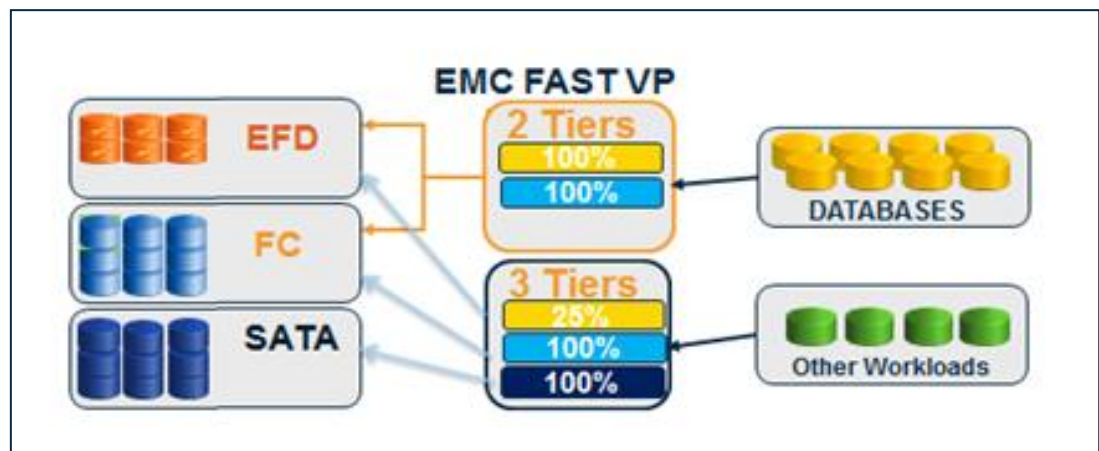 EMC FAST VP
EFD
FC
SATA
2 Tiers
100%
100%
3 Tiers
25%
100%
100%
DATABASES
Other Workloads